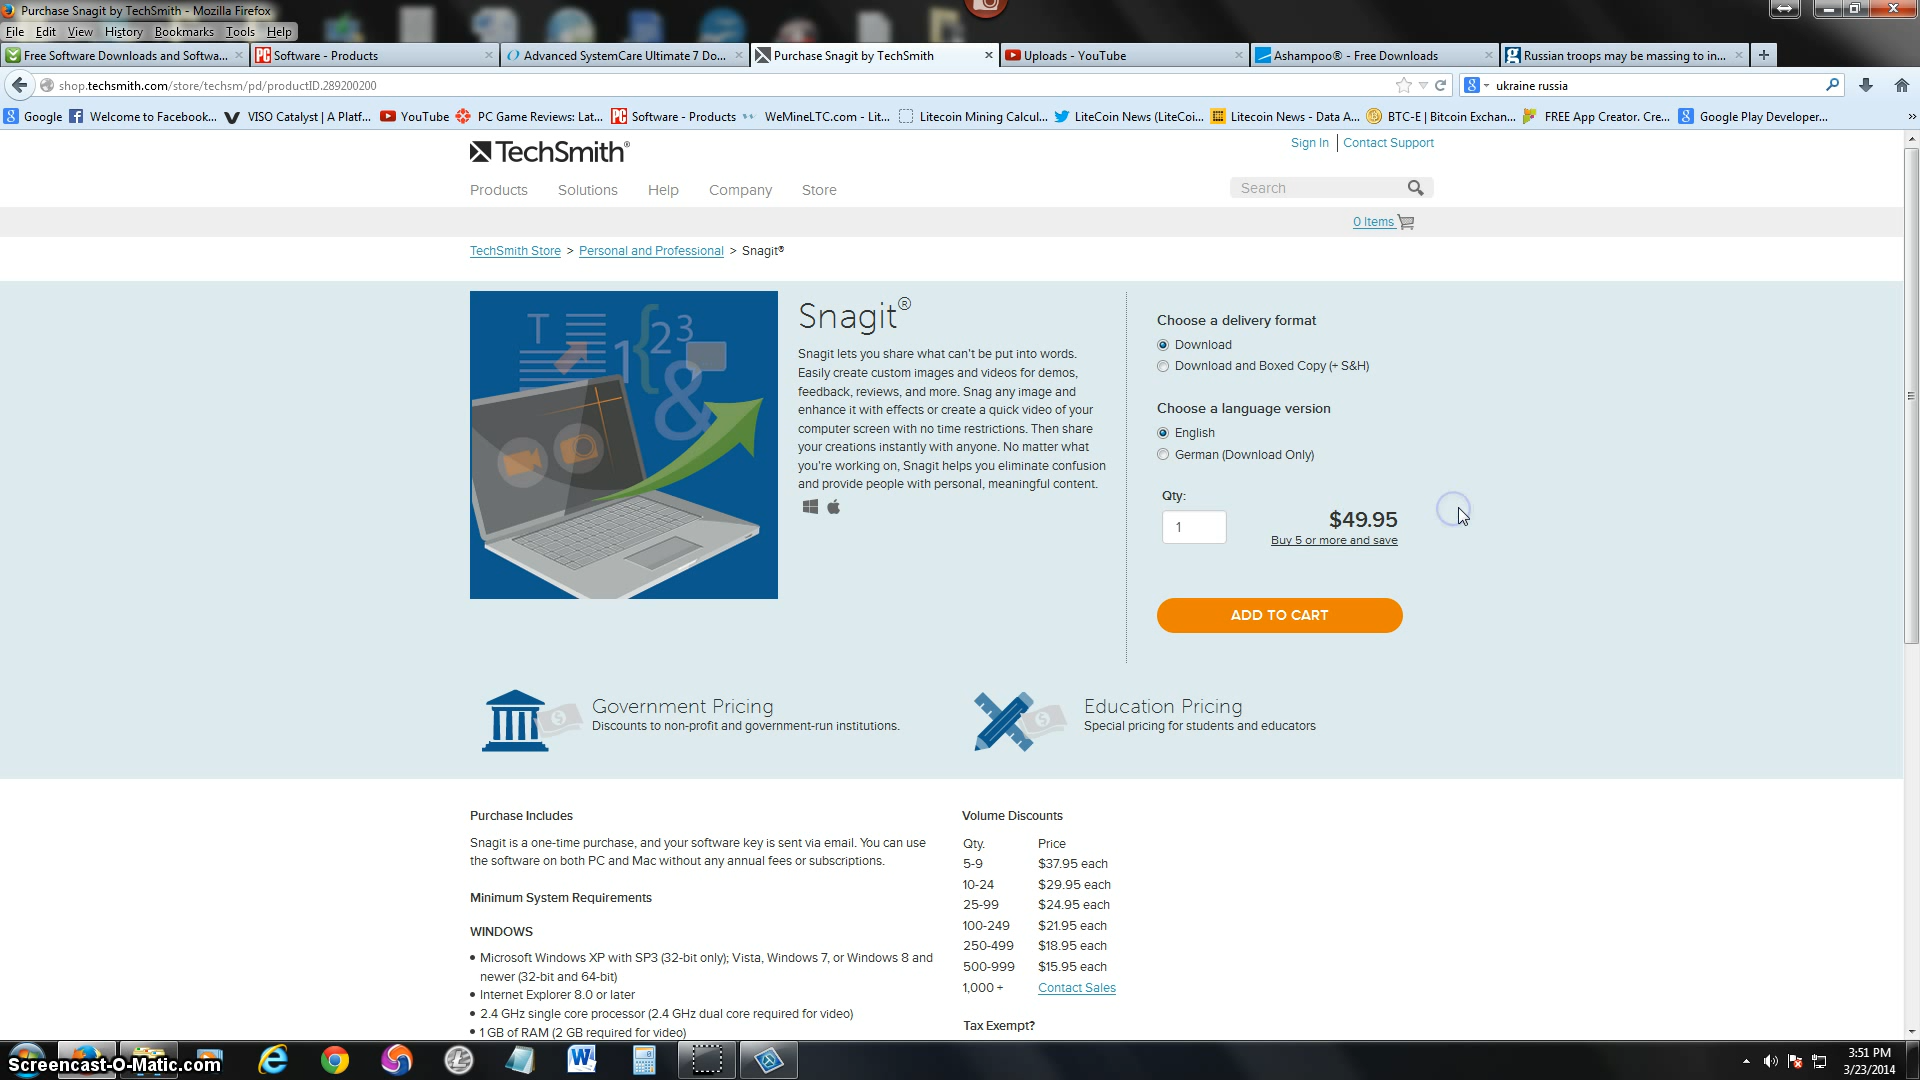 Purchase Snagit by TechSmith - Mozilla Firefox
File Edit View History Bookmarks Tools Help
Free Software Downloads and Softwa...
PC Software - Products
Advanced SystemCare Ultimate 7 Do...
Purchase Snagit by TechSmith
Uploads - YouTube
Ashampoo® - Free Downloads
Russian troops may be massing to in...
shop.techsmith.com/store/techsm/pd/productID.289200200
ukraine russia
Google
Welcome to Facebook...
VISO Catalyst | A Platf...
YouTube
PC Game Reviews: Lat...
PC Software - Products
WeMineLTC.com - Lit...
Litecoin Mining Calcul...
LiteCoin News (LiteCoi...
Litecoin News - Data A...
BTC-E | Bitcoin Exchan...
FREE App Creator. Cre...
Google Play Developer...
TechSmith®
Sign In | Contact Support
Products Solutions Help Company Store
Search
0 Items
TechSmith Store > Personal and Professional > Snagit®
T 1 2 3 &
Snagit®
Snagit lets you share what can't be put into words.
Easily create custom images and videos for demos,
feedback, reviews, and more. Snag any image and
enhance it with effects or create a quick video of your
computer screen with no time restrictions. Then share
your creations instantly with anyone. No matter what
you're working on, Snagit helps you eliminate confusion
and provide people with personal, meaningful content.
Choose a delivery format
Download
Download and Boxed Copy (+ S&H)
Choose a language version
English
German (Download Only)
Qty:
1
$49.95
Buy 5 or more and save
ADD TO CART
Government Pricing
Discounts to non-profit and government-run institutions.
Education Pricing
Special pricing for students and educators
Purchase Includes
Snagit is a one-time purchase, and your software key is sent via email. You can use
the software on both PC and Mac without any annual fees or subscriptions.
Minimum System Requirements
WINDOWS
• Microsoft Windows XP with SP3 (32-bit only); Vista, Windows 7, or Windows 8 and
newer (32-bit and 64-bit)
• Internet Explorer 8.0 or later
• 2.4 GHz single core processor (2.4 GHz dual core required for video)
• 1 GB of RAM (2 GB required for video)
Volume Discounts
Qty. Price
5-9 $37.95 each
10-24 $29.95 each
25-99 $24.95 each
100-249 $21.95 each
250-499 $18.95 each
500-999 $15.95 each
1,000 + Contact Sales
Tax Exempt?
Screencast-O-Matic.com
3:51 PM
3/23/2014